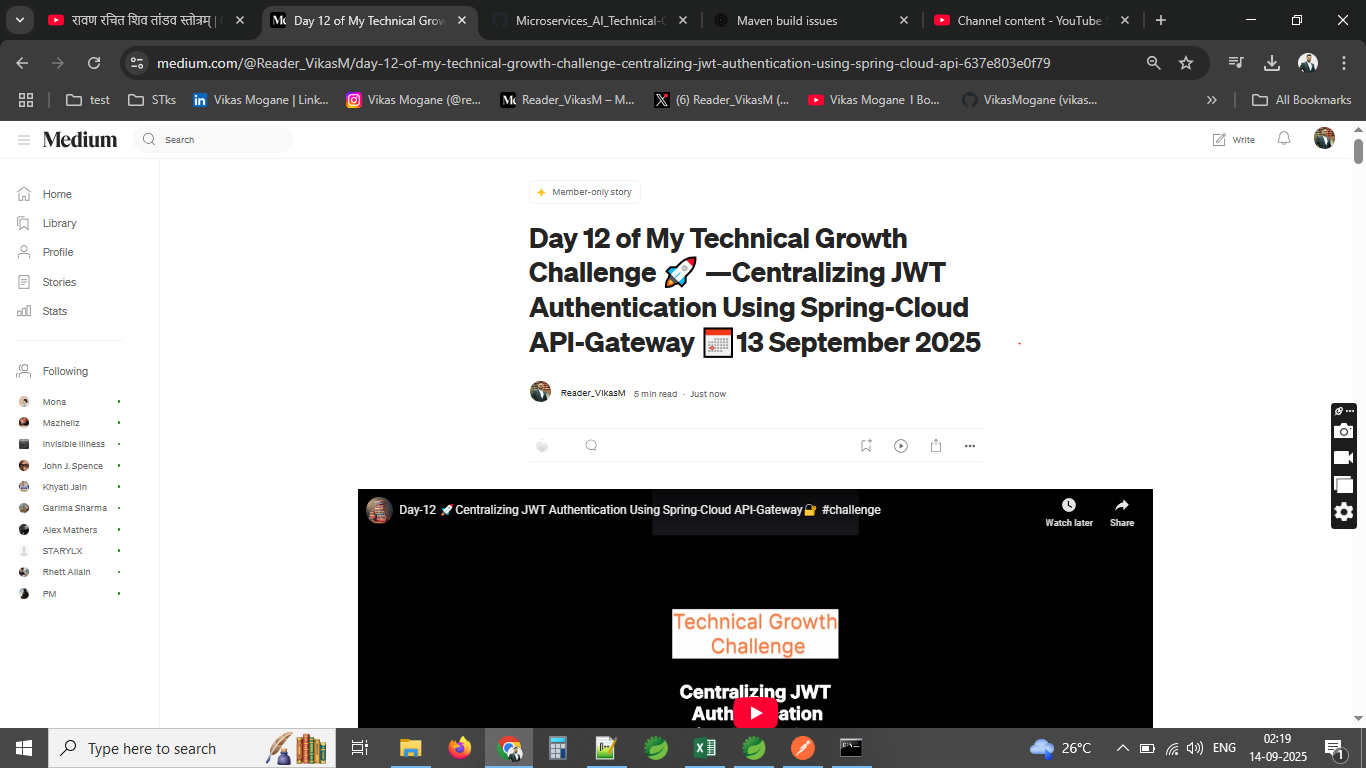 रावण रचित शिव तांडव स्तोत्रम् |
Day 12 of My Technical Grow
Microservices_AI_Technical-G
Maven build issues
Channel content - YouTube S
medium.com/@Reader_VikasM/day-12-of-my-technical-growth-challenge-centralizing-jwt-authentication-using-spring-cloud-api-637e803e0f79
test
STks
Vikas Mogane | Link...
Vikas Mogane (@re...
Reader_VikasM – M...
(6) Reader_VikasM (...
Vikas Mogane I Bo...
VikasMogane (vikas...
»
All Bookmarks
Medium
Search
Write
Home
Library
Profile
Stories
Stats
Following
Mona
Mazheliz
Invisible Illness
John J. Spence
Khyati Jain
Garima Sharma
Alex Mathers
STARYLX
Rhett Allain
PM
Member-only story
Day 12 of My Technical Growth
Challenge 🚀 —Centralizing JWT
Authentication Using Spring-Cloud
API-Gateway 📅13 September 2025
Reader_VikasM 5 min read · Just now
Day-12 🚀Centralizing JWT Authentication Using Spring-Cloud API-Gateway🔐 #challenge
Watch later
Share
Technical Growth
Challenge
Centralizing JWT
Type here to search
26°C
ENG
02:19
14-09-2025
1